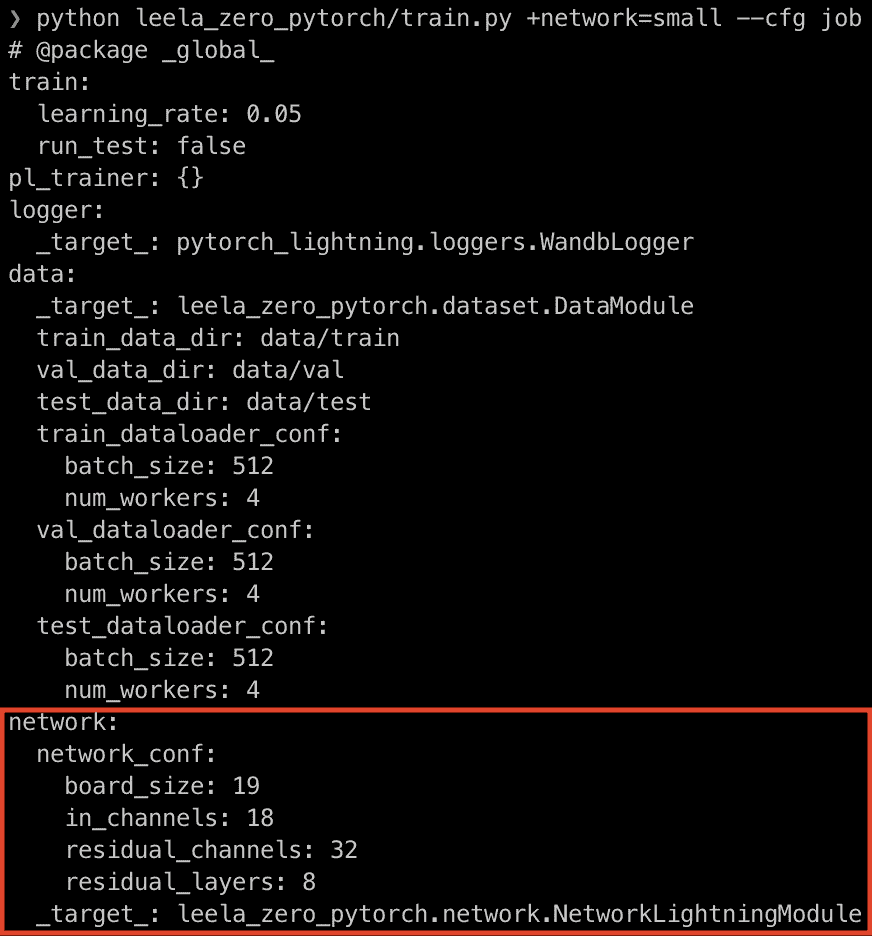 ❯ python leela_zero_pytorch/train.py +network=small --cfg job
# @package _global_
train:
  learning_rate: 0.05
  run_test: false
pl_trainer: {}
logger:
  _target_: pytorch_lightning.loggers.WandbLogger
data:
  _target_: leela_zero_pytorch.dataset.DataModule
  train_data_dir: data/train
  val_data_dir: data/val
  test_data_dir: data/test
  train_dataloader_conf:
    batch_size: 512
    num_workers: 4
  val_dataloader_conf:
    batch_size: 512
    num_workers: 4
  test_dataloader_conf:
    batch_size: 512
    num_workers: 4
network:
  network_conf:
    board_size: 19
    in_channels: 18
    residual_channels: 32
    residual_layers: 8
  _target_: leela_zero_pytorch.network.NetworkLightningModule